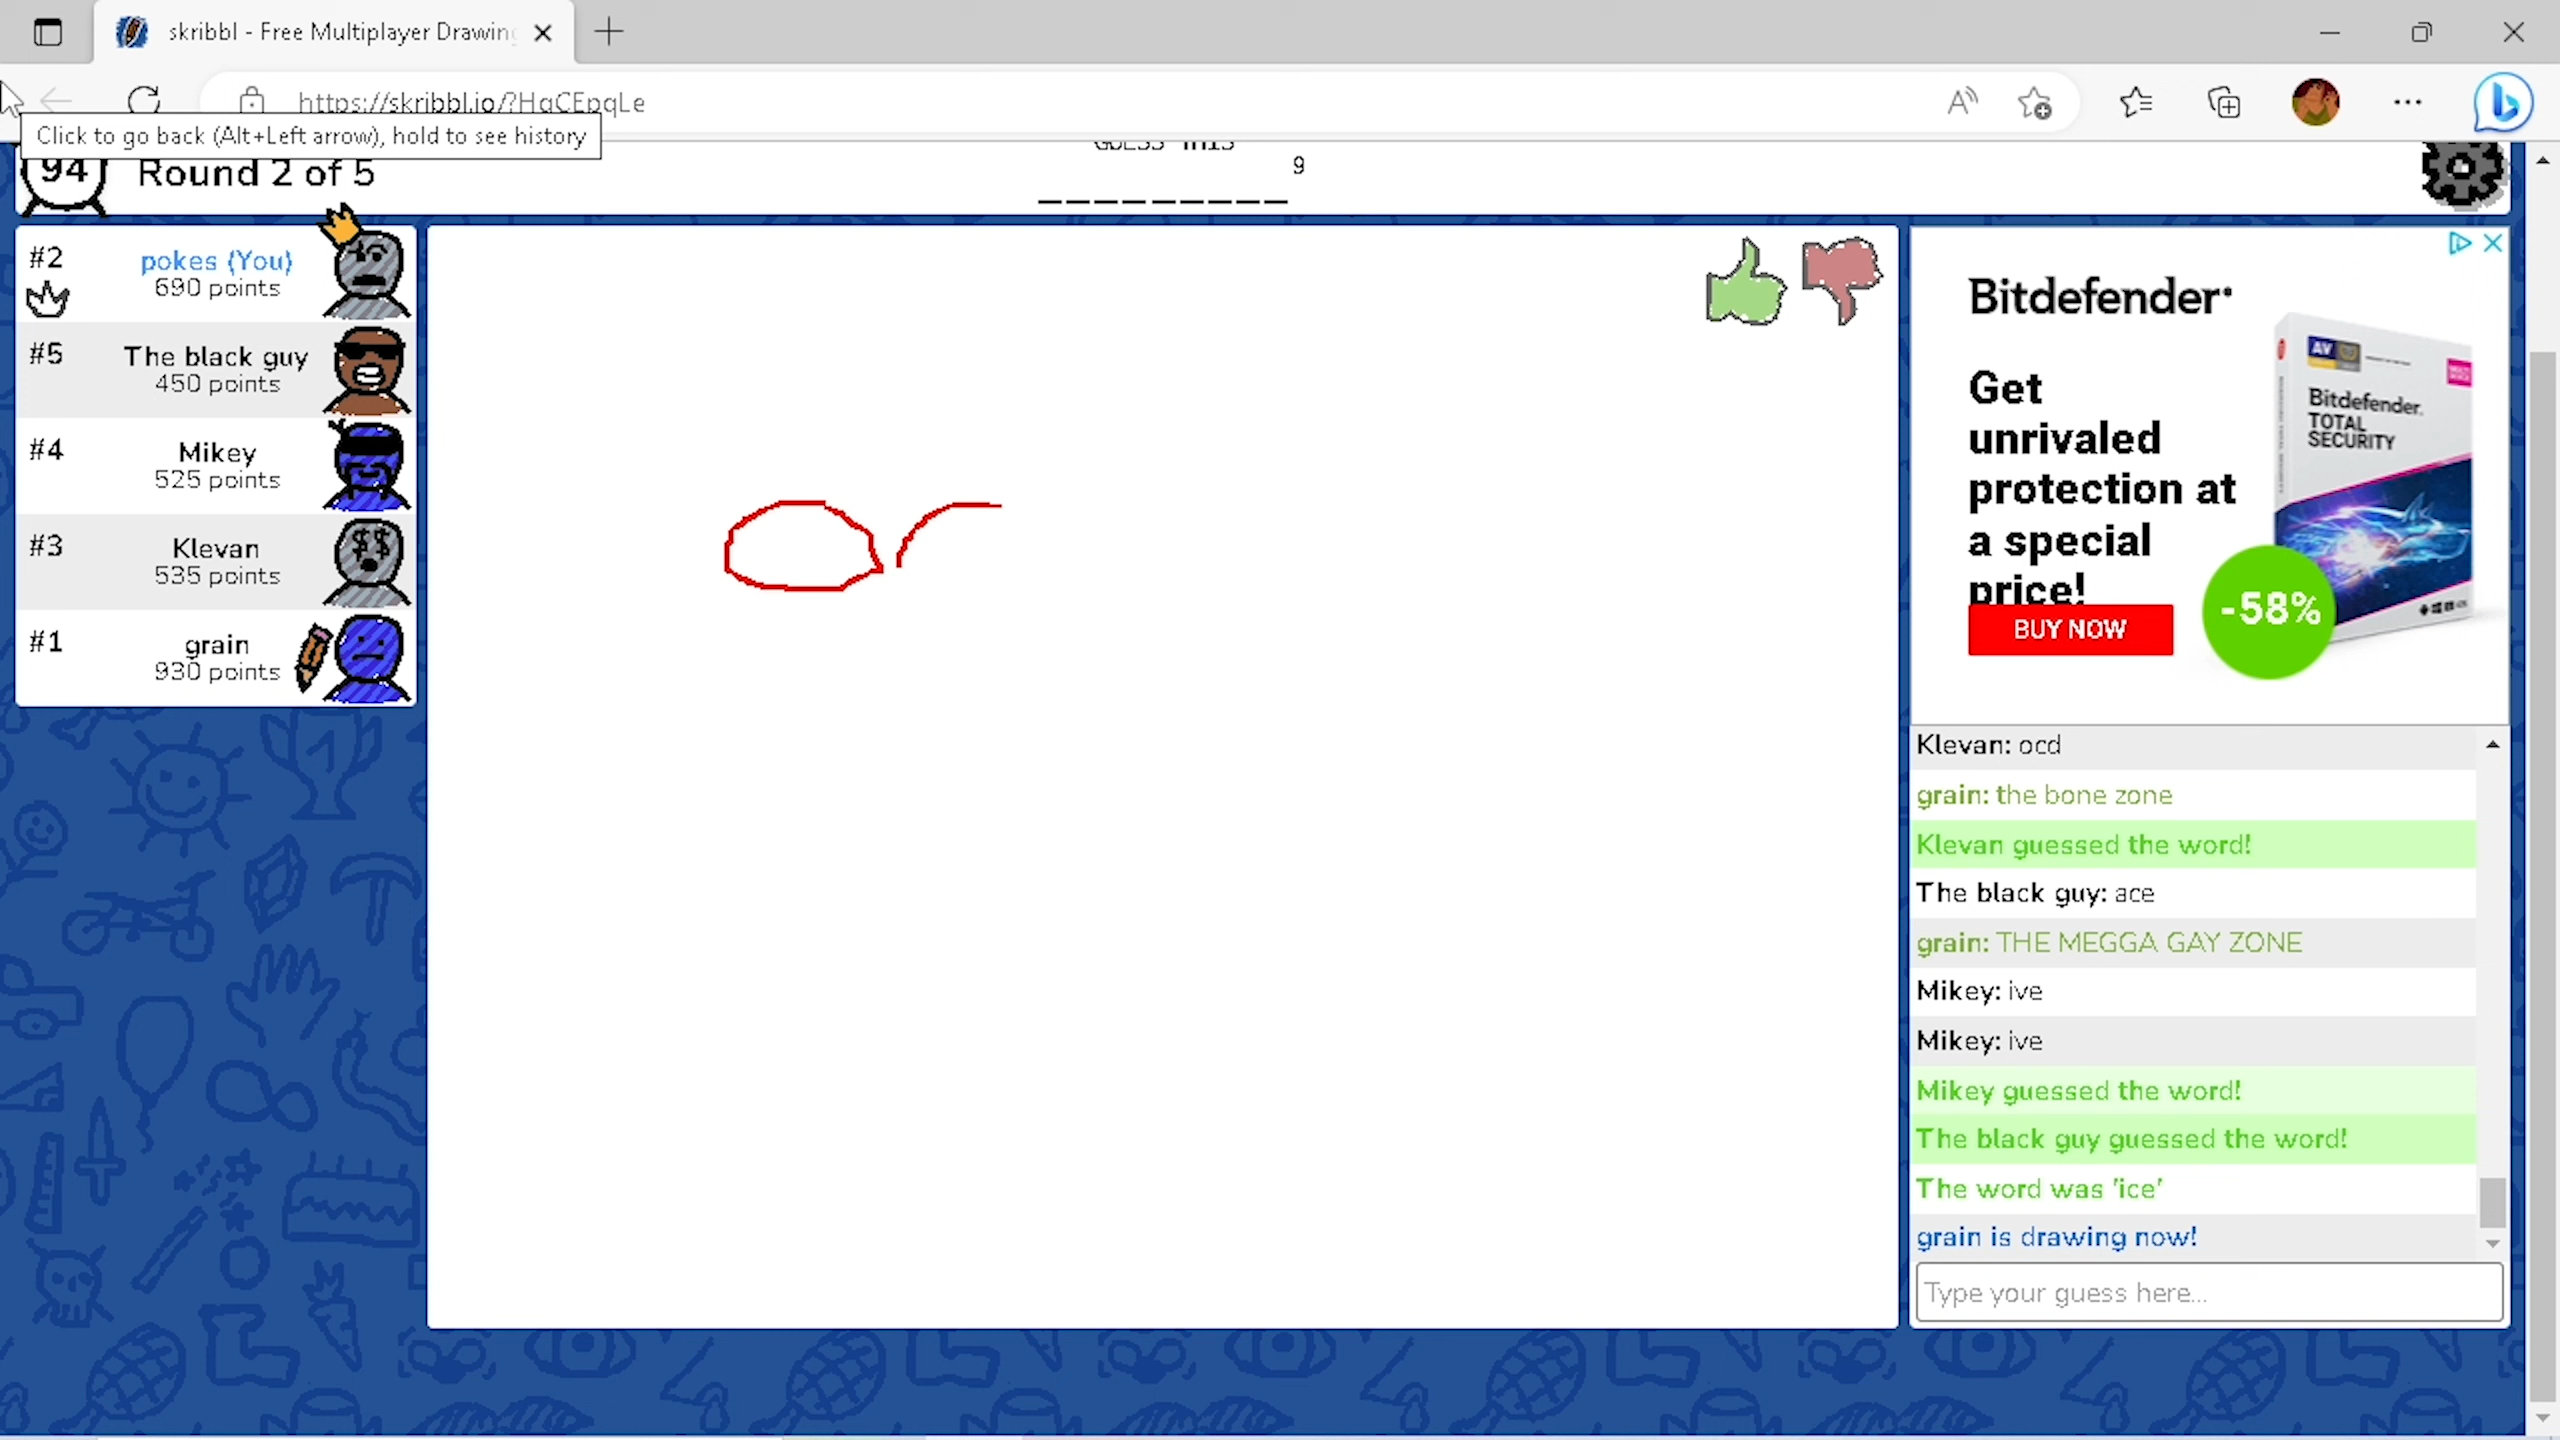 skribbl - Free Multiplayer Drawing
https://skribbl.io/?HqCEpqLe
Click to go back (Alt+Left arrow), hold to see history
94
Round 2 of 5
GUESS THIS
_________ 9
#2
pokes (You)
690 points
#5
The black guy
450 points
#4
Mikey
525 points
#3
Klevan
535 points
#1
grain
930 points
Bitdefender
Get
unrivaled
protection at
a special
price!
BUY NOW
-58%
Bitdefender
TOTAL
SECURITY
Klevan: ocd
grain: the bone zone
Klevan guessed the word!
The black guy: ace
grain: THE MEGGA GAY ZONE
Mikey: ive
Mikey: ive
Mikey guessed the word!
The black guy guessed the word!
The word was 'ice'
grain is drawing now!
Type your guess here...